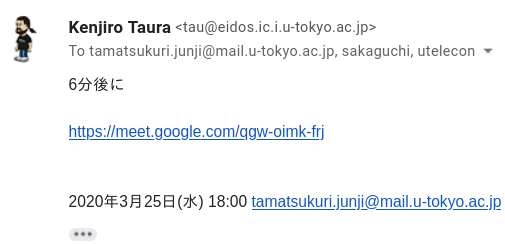 Kenjiro Taura <tau@eidos.ic.i.u-tokyo.ac.jp>
To tamatsukuri.junji@mail.u-tokyo.ac.jp, sakaguchi, utelecon
6分後に
https://meet.google.com/qgw-oimk-frj
2020年3月25日(水) 18:00 tamatsukuri.junji@mail.u-tokyo.ac.jp